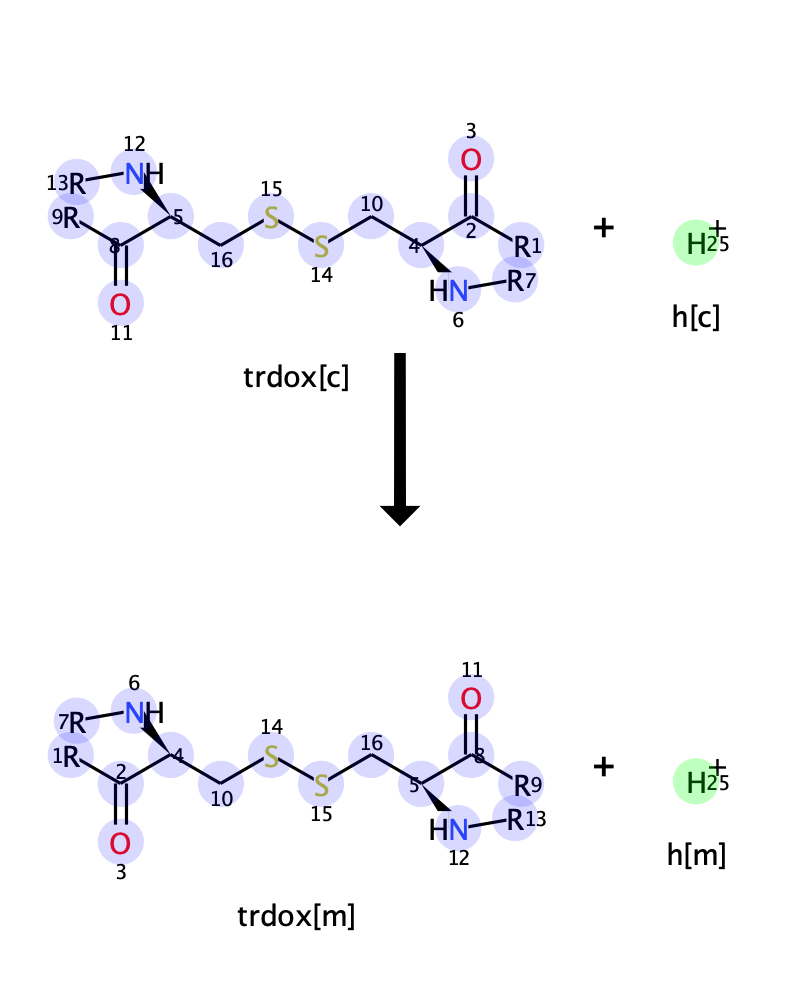 3
12 O
13R NH 15 10 +
9R 5 S 2 + H25
8 16 S 4 R1
14 HN R7
O 6
11
h[c]
trdox[c]
6 11
7R NH 14 16 O
1R 2 4 S 8 + H25+
10 S 5 R9
15 HN R13
O 12
3
h[m]
trdox[m]